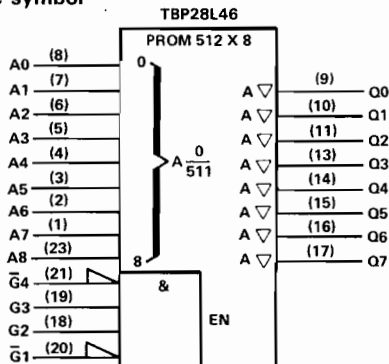 symbol
TBP28L46
PROM 512 X 8
A0 (8) 0 A ▽ (9) Q0
A1 (7) A ▽ (10) Q1
A2 (6) A ▽ (11) Q2
A3 (5) A ▽ (13) Q3
A4 (4) A 0/511 A ▽ (14) Q4
A5 (3) A ▽ (15) Q5
A6 (2) A ▽ (16) Q6
A7 (1) A ▽ (17) Q7
A8 (23) 8
G̅4 (21) &
G3 (19)
G2 (18) EN
G̅1 (20)